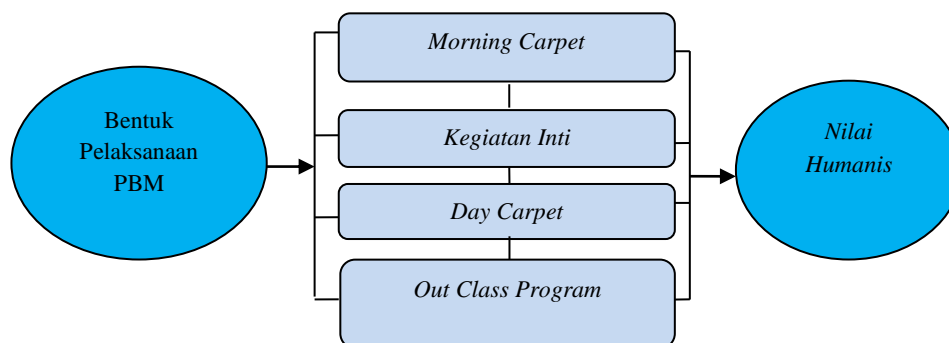 Bentuk
Pelaksanaan
PBM
Morning Carpet
Kegiatan Inti
Day Carpet
Out Class Program
Nilai
Humanis